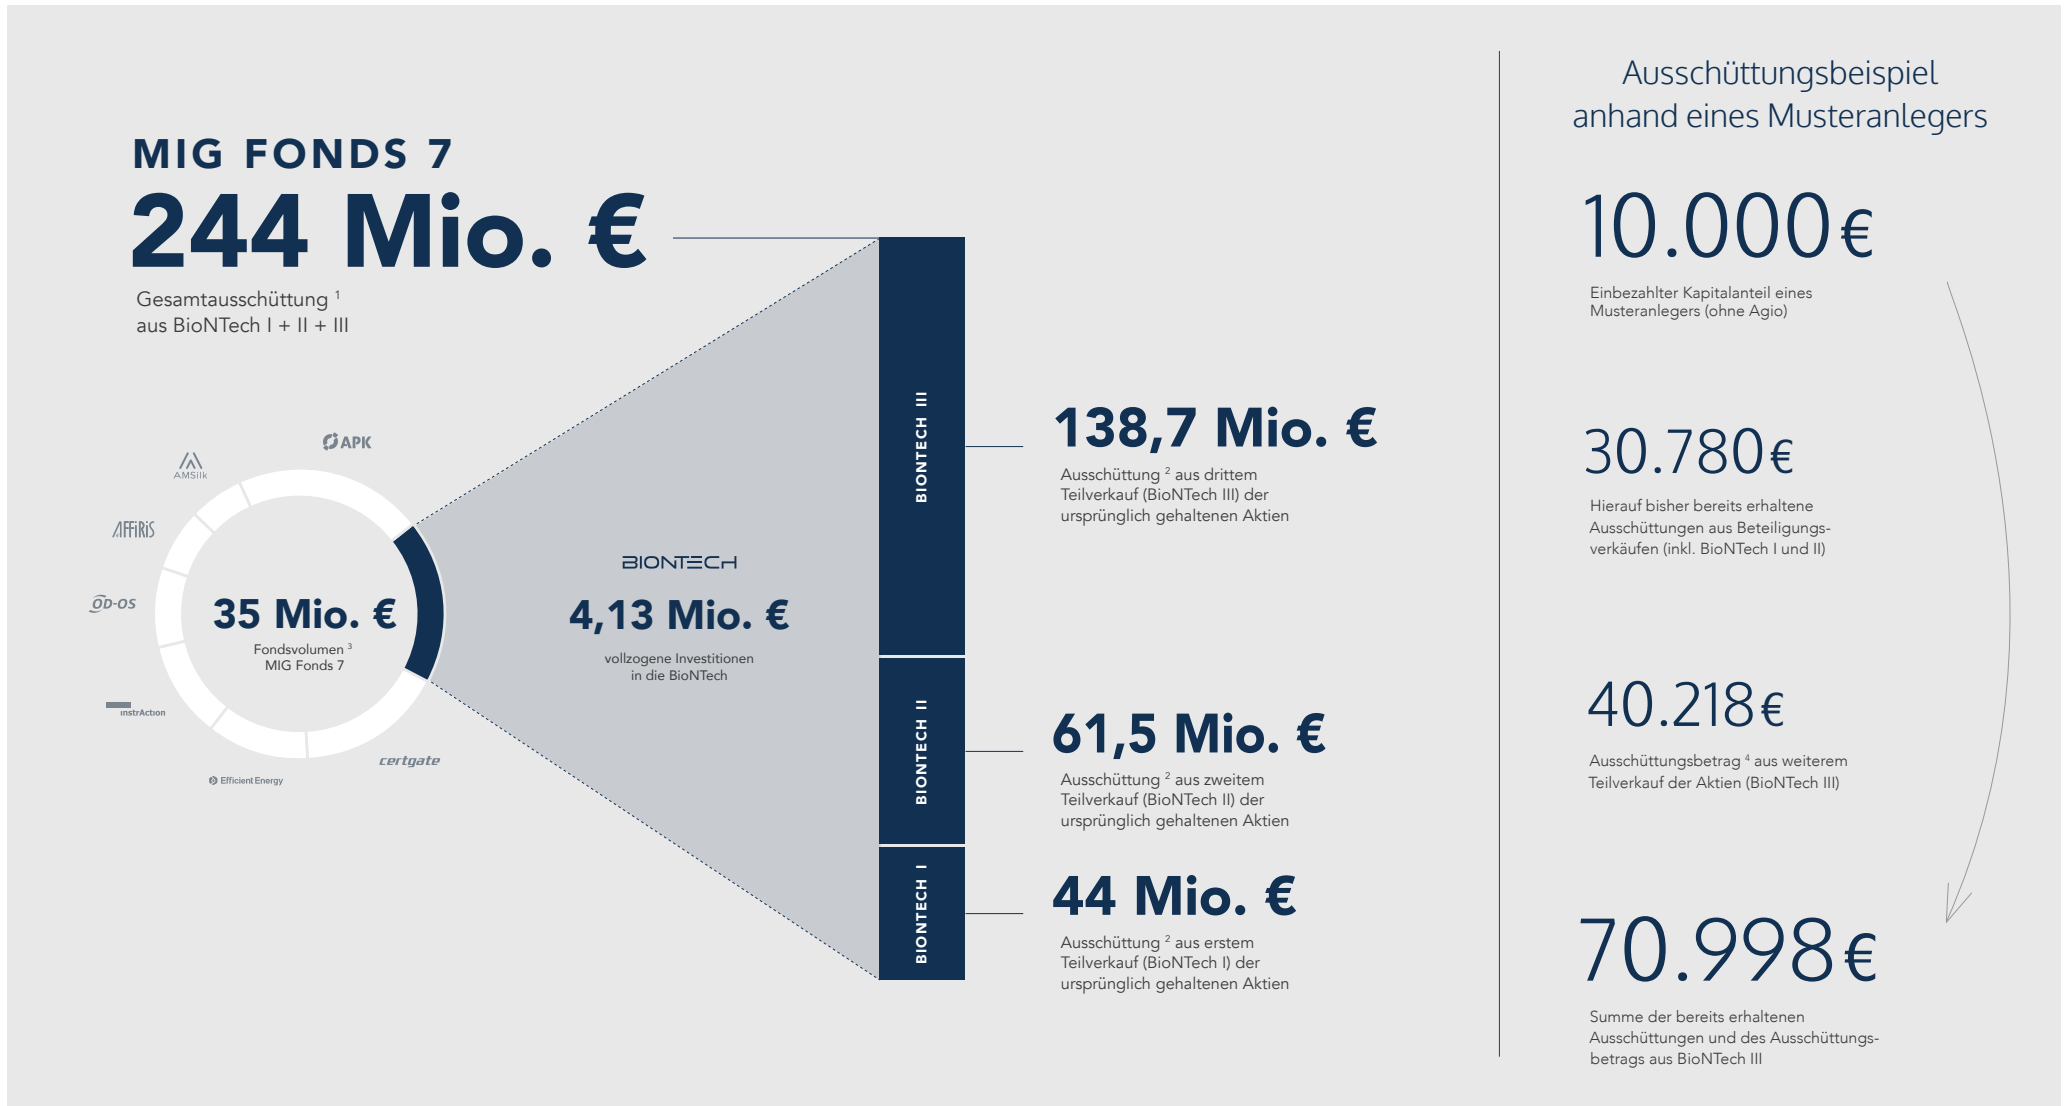 MIG FONDS 7
244 Mio. €
Gesamtausschüttung ¹
aus BioNTech I + II + III
APK
AMSilk
AFFiRiS
OD-OS
instrAction
Efficient Energy
certgate
35 Mio. €
Fondsvolumen ³
MIG Fonds 7
BIONTECH
4,13 Mio. €
vollzogene Investitionen
in die BioNTech
BIONTECH III
138,7 Mio. €
Ausschüttung ² aus drittem
Teilverkauf (BioNTech III) der
ursprünglich gehaltenen Aktien
BIONTECH II
61,5 Mio. €
Ausschüttung ² aus zweitem
Teilverkauf (BioNTech II) der
ursprünglich gehaltenen Aktien
BIONTECH I
44 Mio. €
Ausschüttung ² aus erstem
Teilverkauf (BioNTech I) der
ursprünglich gehaltenen Aktien
Ausschüttungsbeispiel
anhand eines Musteranlegers
10.000 €
Einbezahlter Kapitalanteil eines
Musteranlegers (ohne Agio)
30.780 €
Hierauf bisher bereits erhaltene
Ausschüttungen aus Beteiligungs-
verkäufen (inkl. BioNTech I und II)
40.218 €
Ausschüttungsbetrag ⁴ aus weiterem
Teilverkauf der Aktien (BioNTech III)
70.998 €
Summe der bereits erhaltenen
Ausschüttungen und des Ausschüttungs-
betrags aus BioNTech III